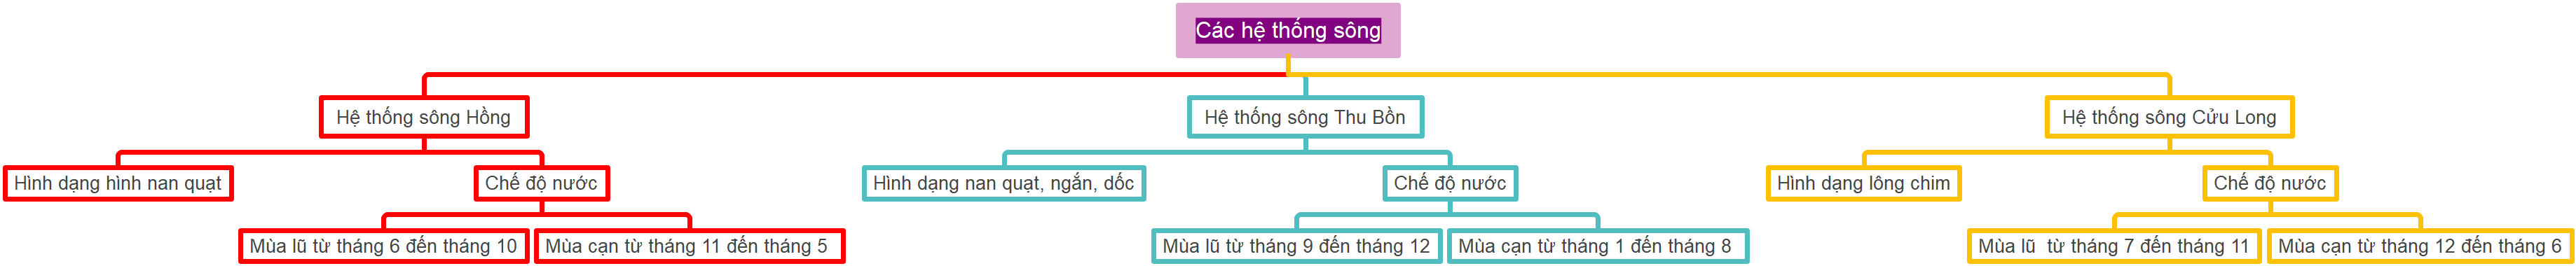 Các hệ thống sông
Hệ thống sông Hồng
Hệ thống sông Thu Bồn
Hệ thống sông Cửu Long
Hình dạng hình nan quạt
Chế độ nước
Hình dạng nan quạt, ngắn, dốc
Chế độ nước
Hình dạng lông chim
Chế độ nước
Mùa lũ từ tháng 6 đến tháng 10
Mùa cạn từ tháng 11 đến tháng 5
Mùa lũ từ tháng 9 đến tháng 12
Mùa cạn từ tháng 1 đến tháng 8
Mùa lũ từ tháng 7 đến tháng 11
Mùa cạn từ tháng 12 đến tháng 6